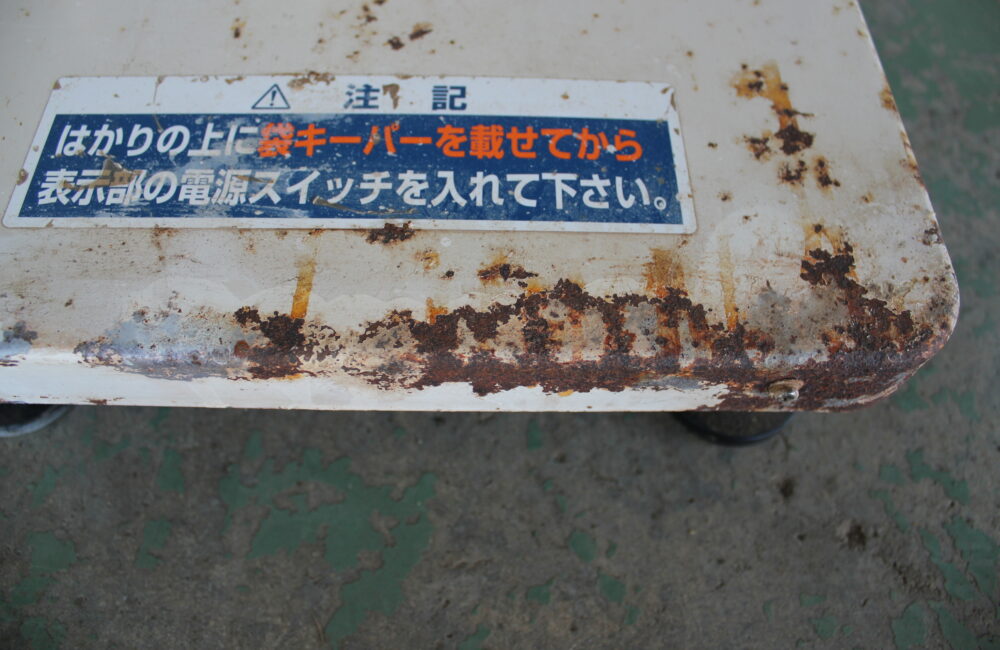 ⚠ 注 記
はかりの上に袋キーパーを載せてから
表示部の電源スイッチを入れて下さい。